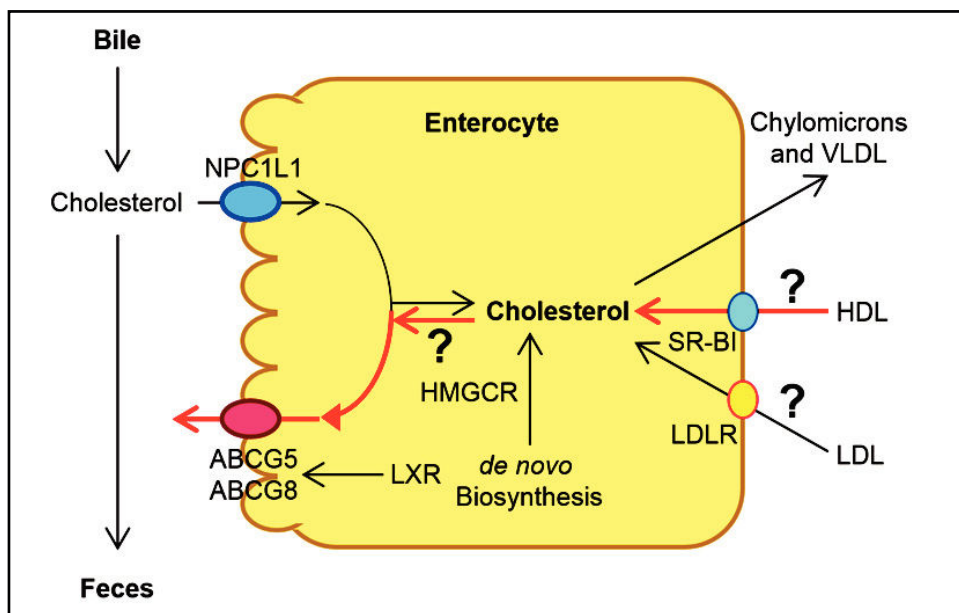 Bile
Enterocyte
Chylomicrons
and VLDL
NPC1L1
Cholesterol
?
Cholesterol
HDL
?
SR-BI
HMGCR
?
LDLR
LDL
ABCG5
ABCG8
LXR
de novo
Biosynthesis
Feces